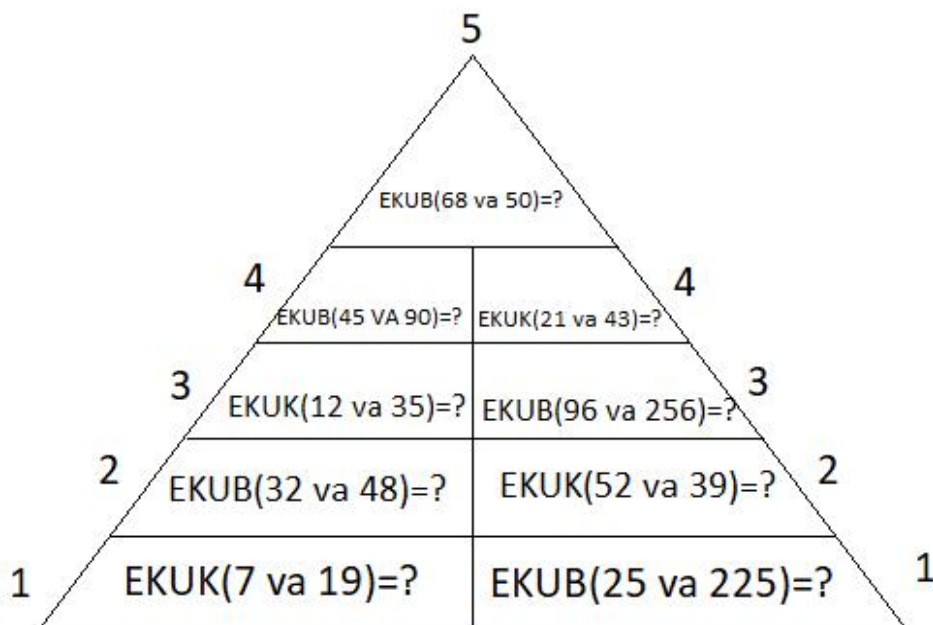 5
EKUB(68 va 50)=?
4
4
EKUB(45 VA 90)=?
EKUK(21 va 43)=?
3
3
EKUK(12 va 35)=?
EKUB(96 va 256)=?
2
2
EKUB(32 va 48)=?
EKUK(52 va 39)=?
1
1
EKUK(7 va 19)=?
EKUB(25 va 225)=?